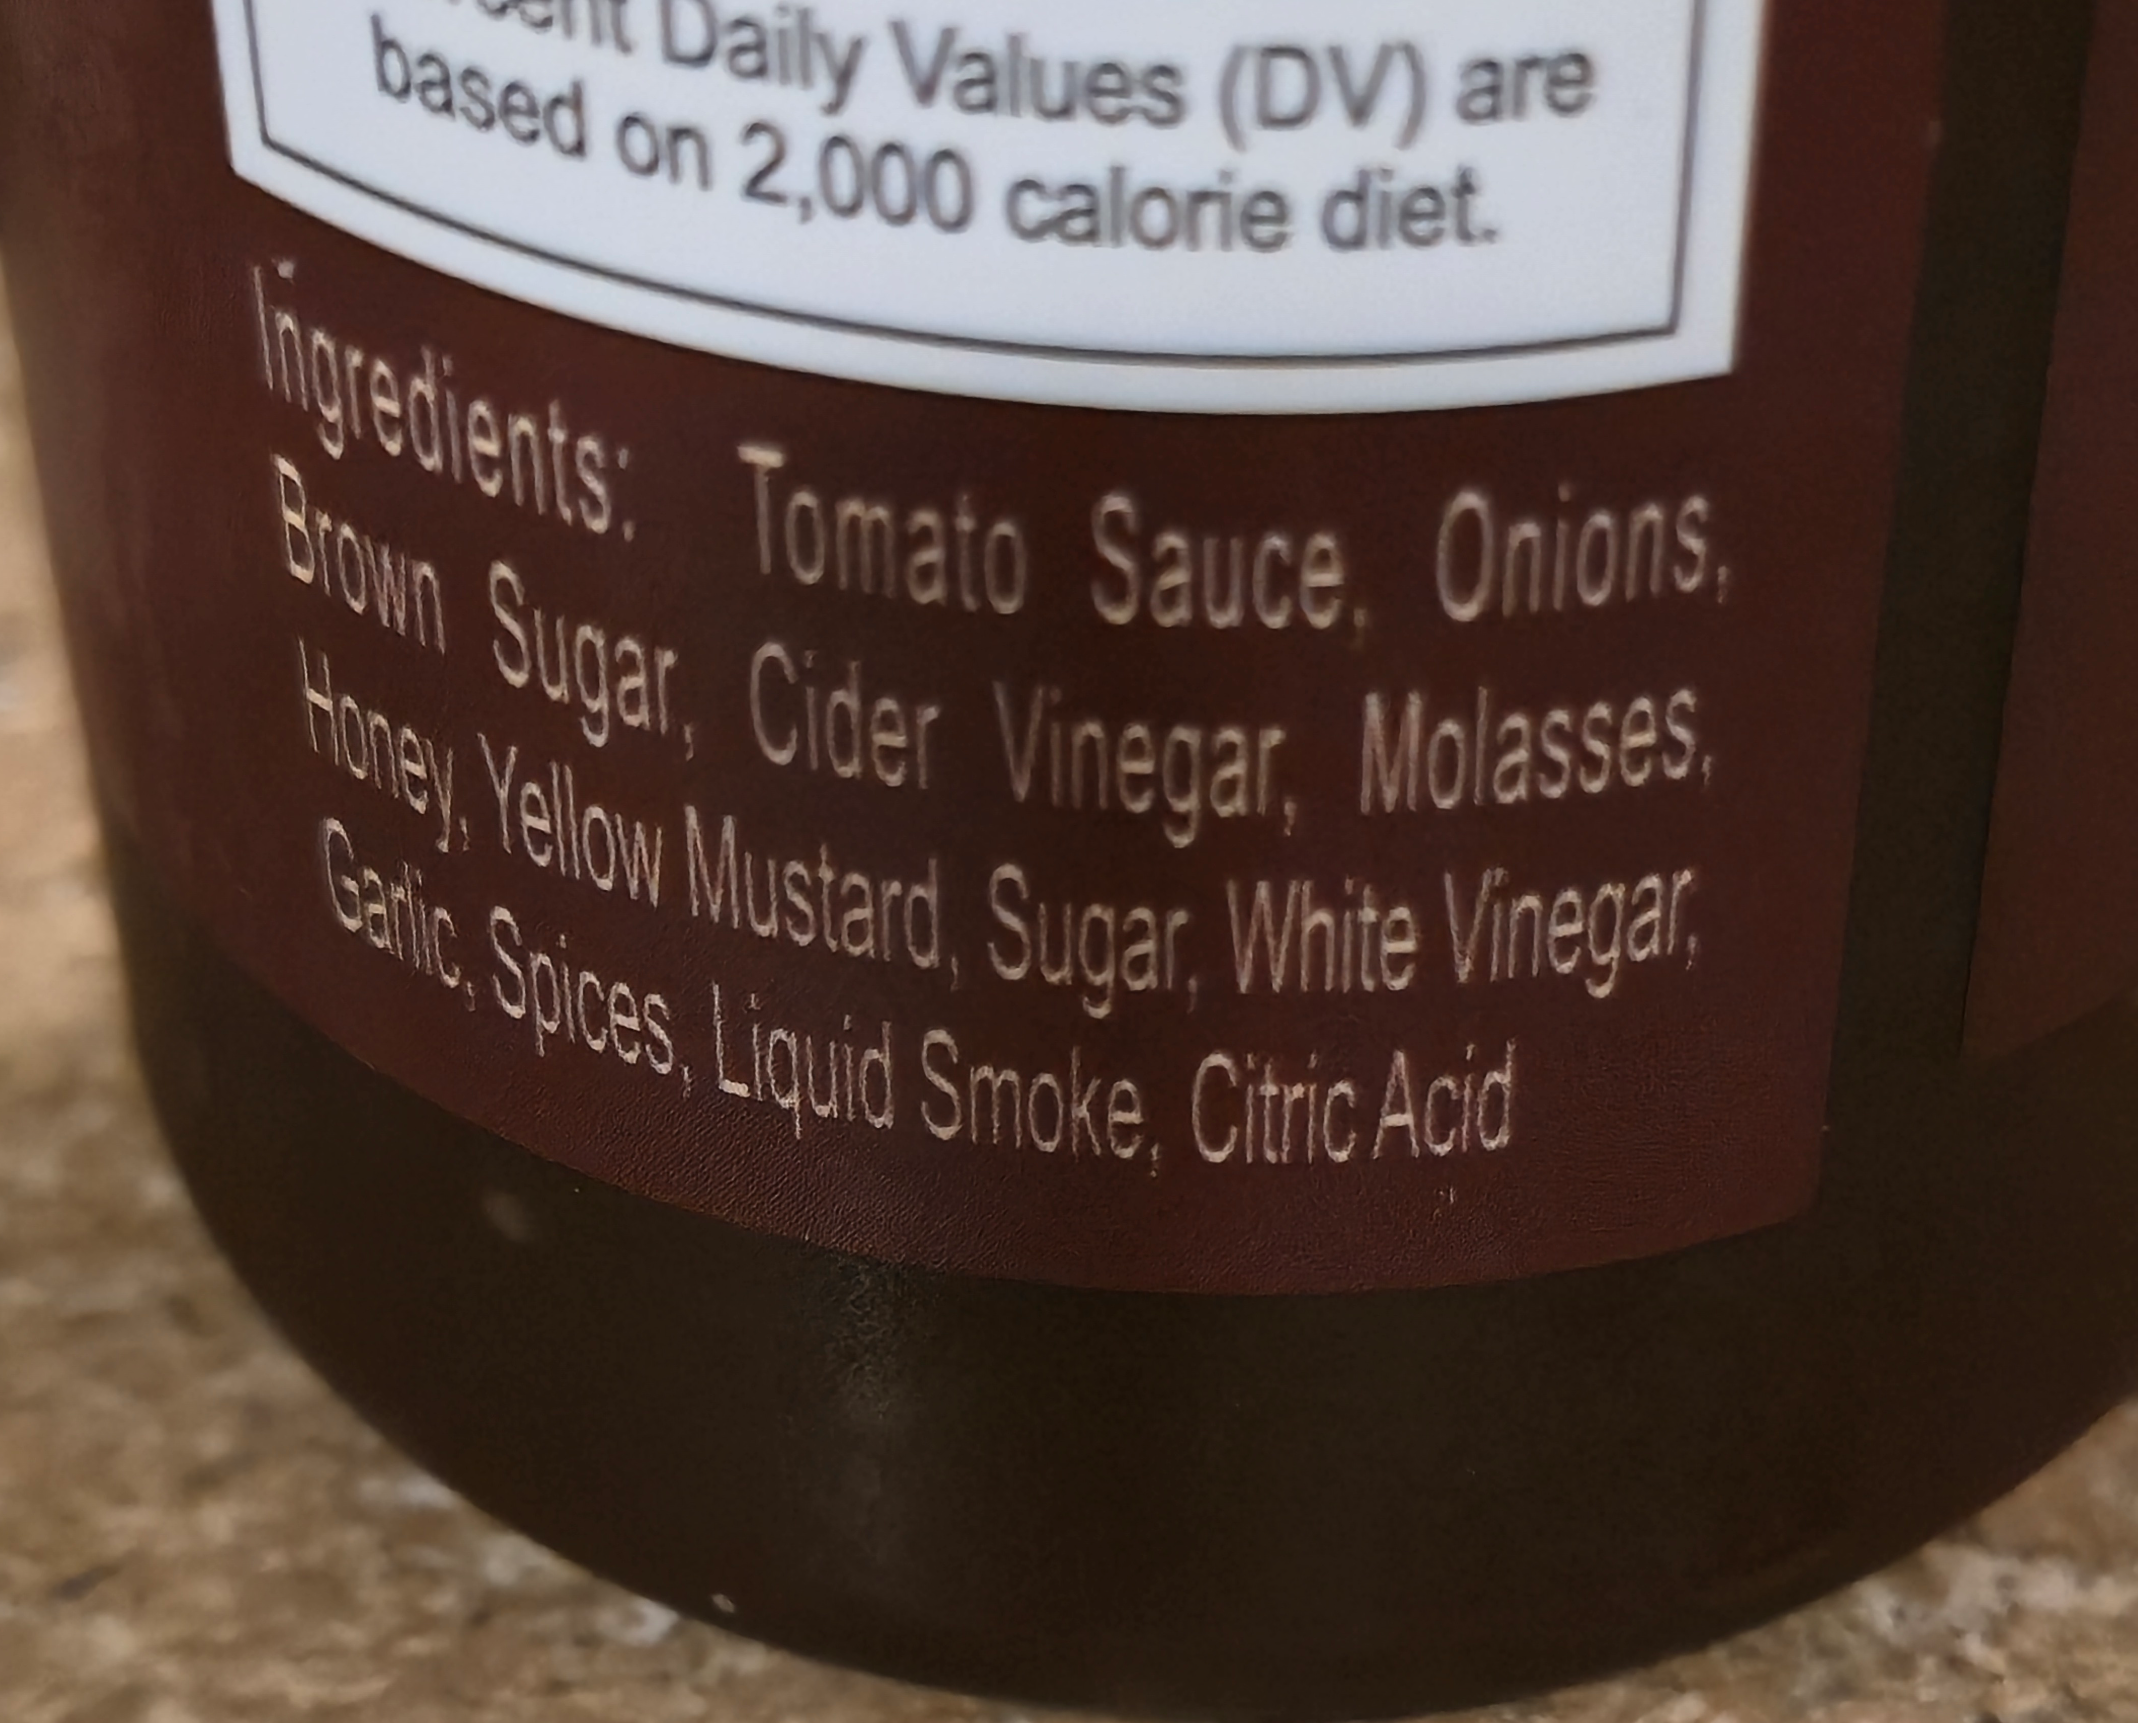 Daily Values (DV) are
based on 2,000 calorie diet.
Ingredients: Tomato Sauce, Onions,
Brown Sugar, Cider Vinegar, Molasses,
Honey, Yellow Mustard, Sugar, White Vinegar,
Garlic, Spices, Liquid Smoke, Citric Acid